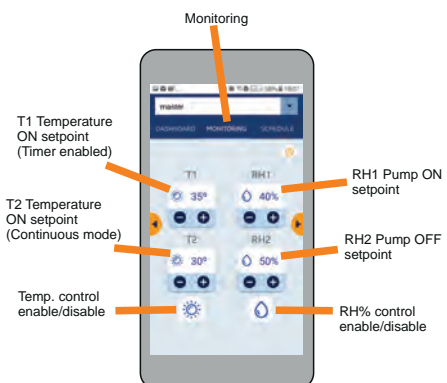 Monitoring
master
DASHBOARD MONITORING SCHEDULE
T1 Temperature
ON setpoint
(Timer enabled)
T1
35°
RH1
40%
RH1 Pump ON
setpoint
T2 Temperature
ON setpoint
(Continuous mode)
T2
30°
RH2
50%
RH2 Pump OFF
setpoint
Temp. control
enable/disable
RH% control
enable/disable